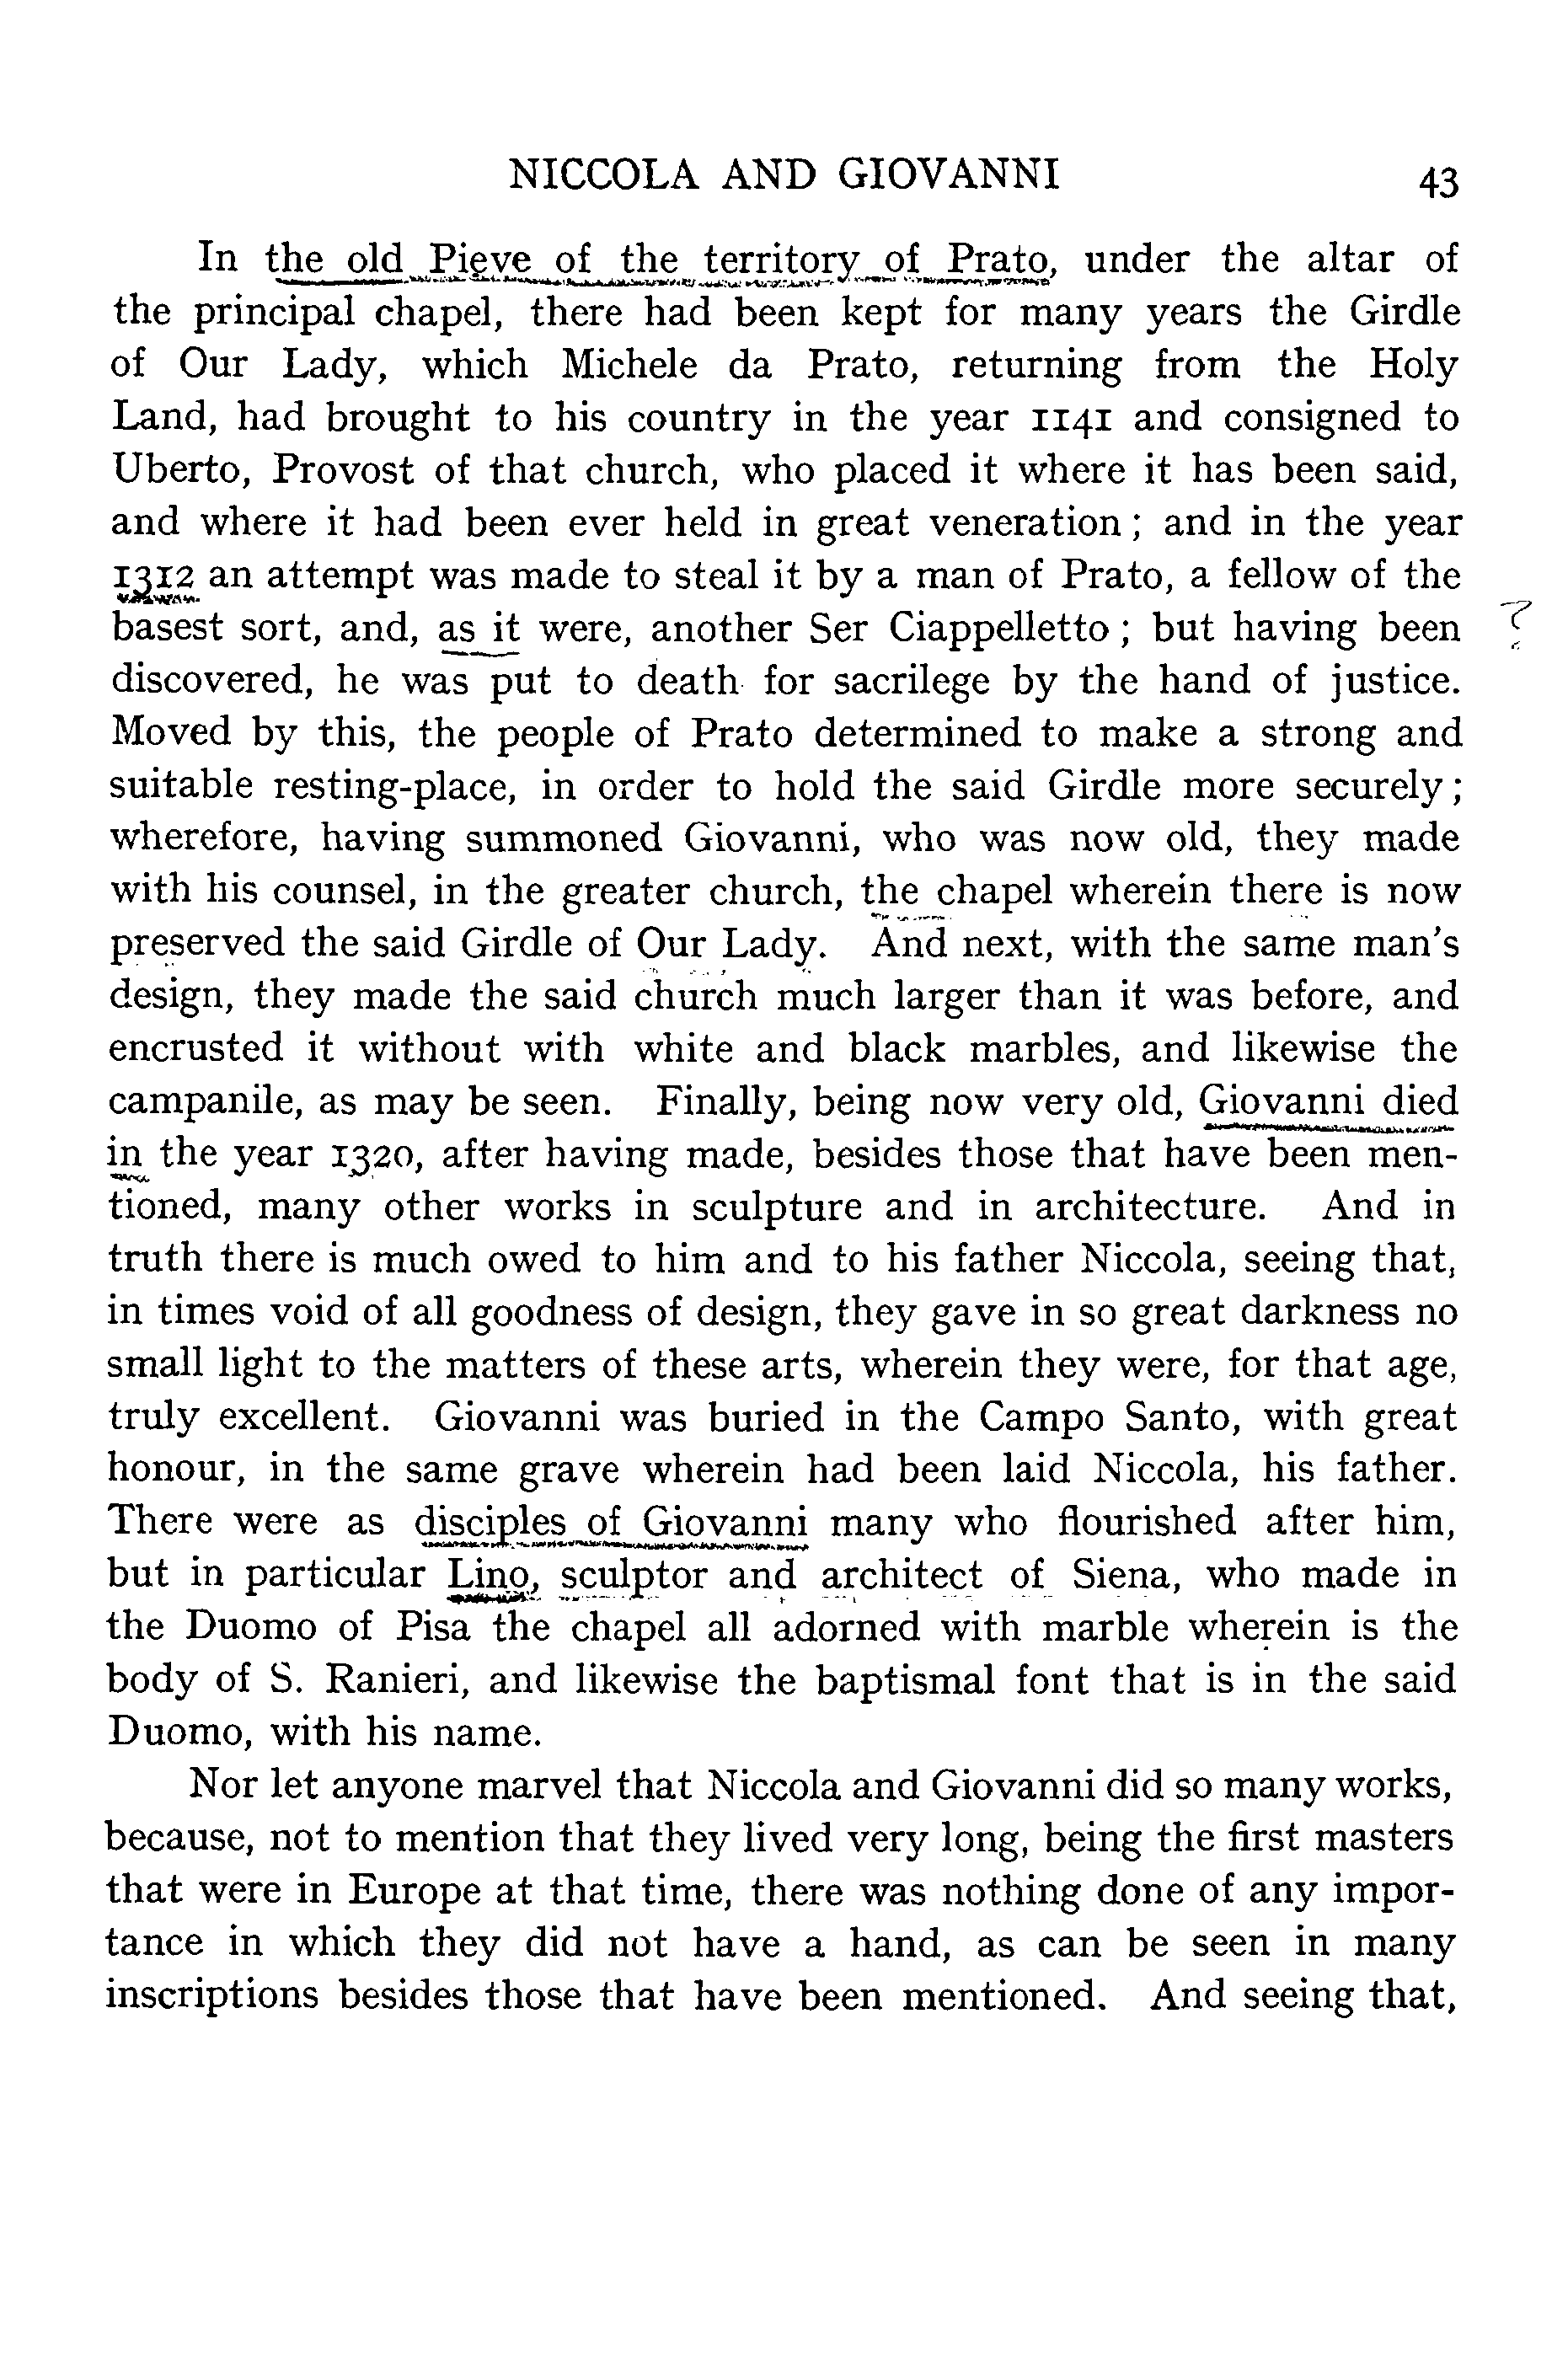 NICCOLA AND GIOVANNI 43
In the old Pieve of the territory of Prato, under the altar of
the principal chapel, there had been kept for many years the Girdle
of Our Lady, which Michele da Prato, returning from the Holy
Land, had brought to his country in the year 1141 and consigned to
Uberto, Provost of that church, who placed it where it has been said,
and where it had been ever held in great veneration; and in the year
1312 an attempt was made to steal it by a man of Prato, a fellow of the
basest sort, and, as it were, another Ser Ciappelletto; but having been ?
discovered, he was put to death for sacrilege by the hand of justice.
Moved by this, the people of Prato determined to make a strong and
suitable resting-place, in order to hold the said Girdle more securely;
wherefore, having summoned Giovanni, who was now old, they made
with his counsel, in the greater church, the chapel wherein there is now
preserved the said Girdle of Our Lady. And next, with the same man's
design, they made the said church much larger than it was before, and
encrusted it without with white and black marbles, and likewise the
campanile, as may be seen. Finally, being now very old, Giovanni died
in the year 1320, after having made, besides those that have been men-
tioned, many other works in sculpture and in architecture. And in
truth there is much owed to him and to his father Niccola, seeing that,
in times void of all goodness of design, they gave in so great darkness no
small light to the matters of these arts, wherein they were, for that age,
truly excellent. Giovanni was buried in the Campo Santo, with great
honour, in the same grave wherein had been laid Niccola, his father.
There were as disciples of Giovanni many who flourished after him,
but in particular Lino, sculptor and architect of Siena, who made in
the Duomo of Pisa the chapel all adorned with marble wherein is the
body of S. Ranieri, and likewise the baptismal font that is in the said
Duomo, with his name.
Nor let anyone marvel that Niccola and Giovanni did so many works,
because, not to mention that they lived very long, being the first masters
that were in Europe at that time, there was nothing done of any impor-
tance in which they did not have a hand, as can be seen in many
inscriptions besides those that have been mentioned. And seeing that,